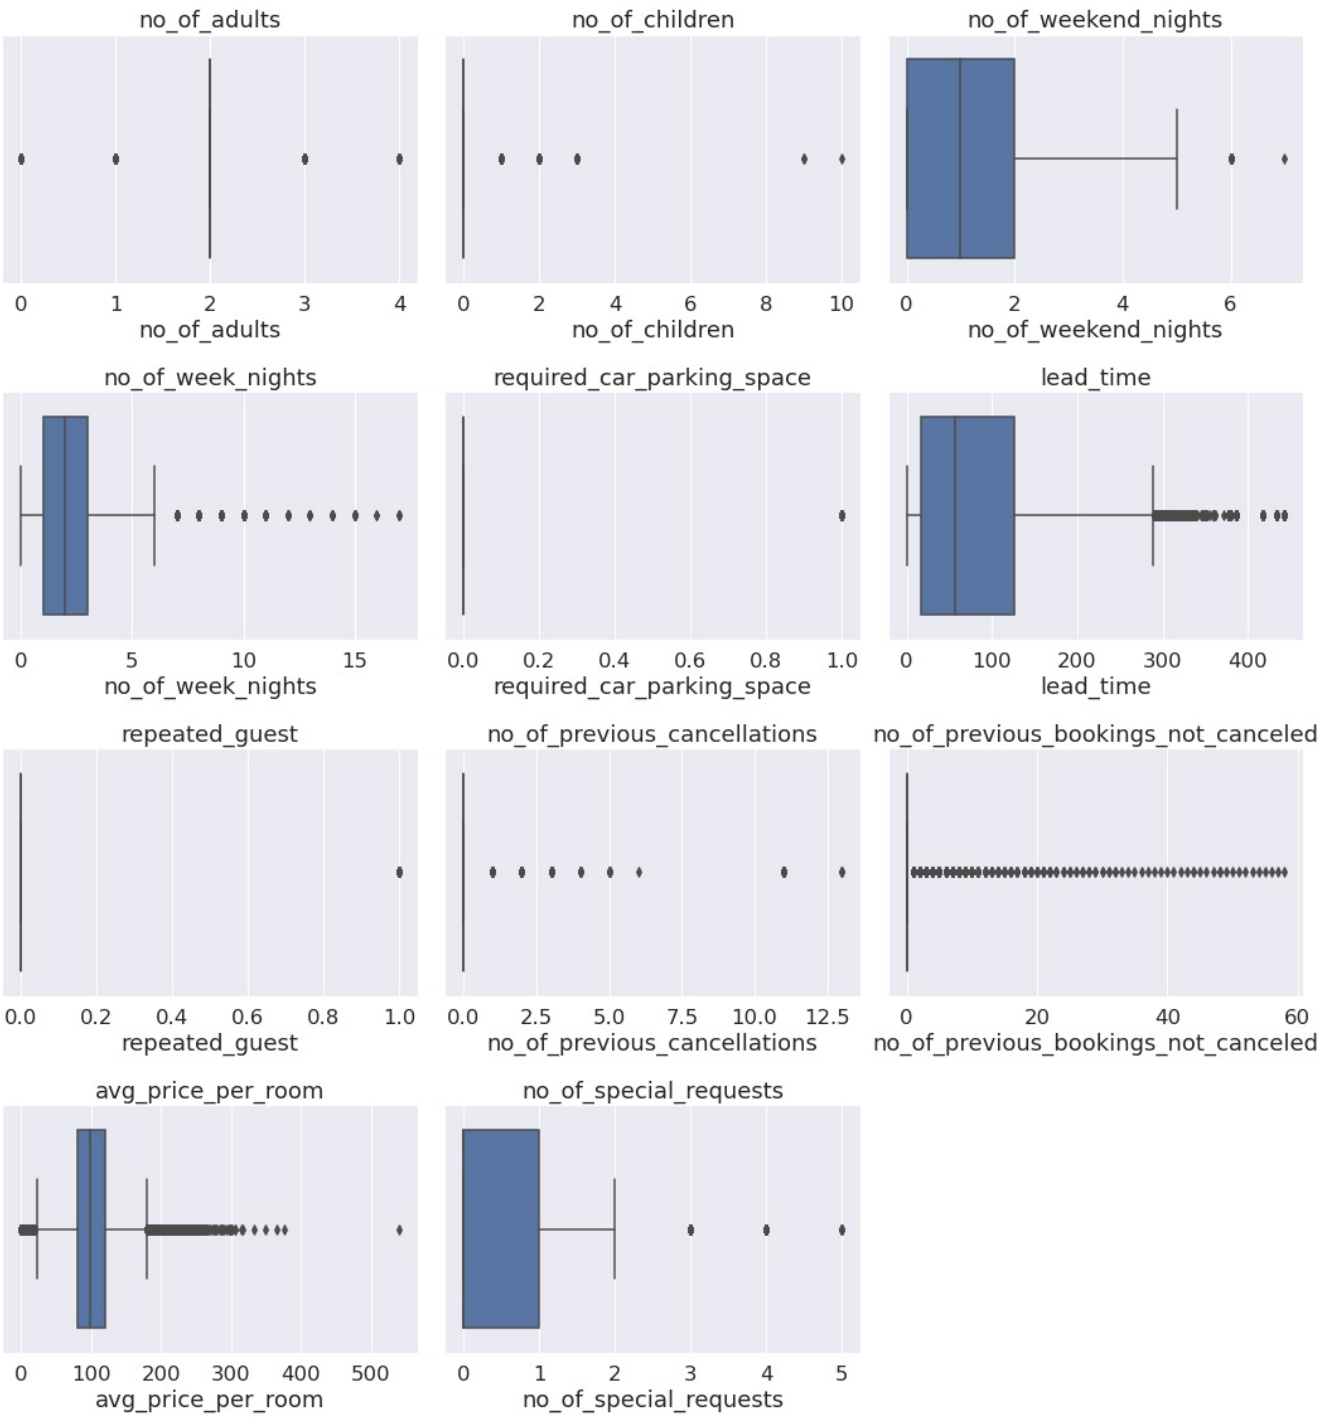 no_of_adults no_of_children no_of_weekend_nights
0 1 2 3 4 0 2 4 6 8 10 0 2 4 6
no_of_adults no_of_children no_of_weekend_nights
no_of_week_nights required_car_parking_space lead_time
0 5 10 15 0.0 0.2 0.4 0.6 0.8 1.0 0 100 200 300 400
no_of_week_nights required_car_parking_space lead_time
repeated_guest no_of_previous_cancellations no_of_previous_bookings_not_canceled
0.0 0.2 0.4 0.6 0.8 1.0 0.0 2.5 5.0 7.5 10.0 12.5 0 20 40 60
repeated_guest no_of_previous_cancellations no_of_previous_bookings_not_canceled
avg_price_per_room no_of_special_requests
0 100 200 300 400 500 0 1 2 3 4 5
avg_price_per_room no_of_special_requests